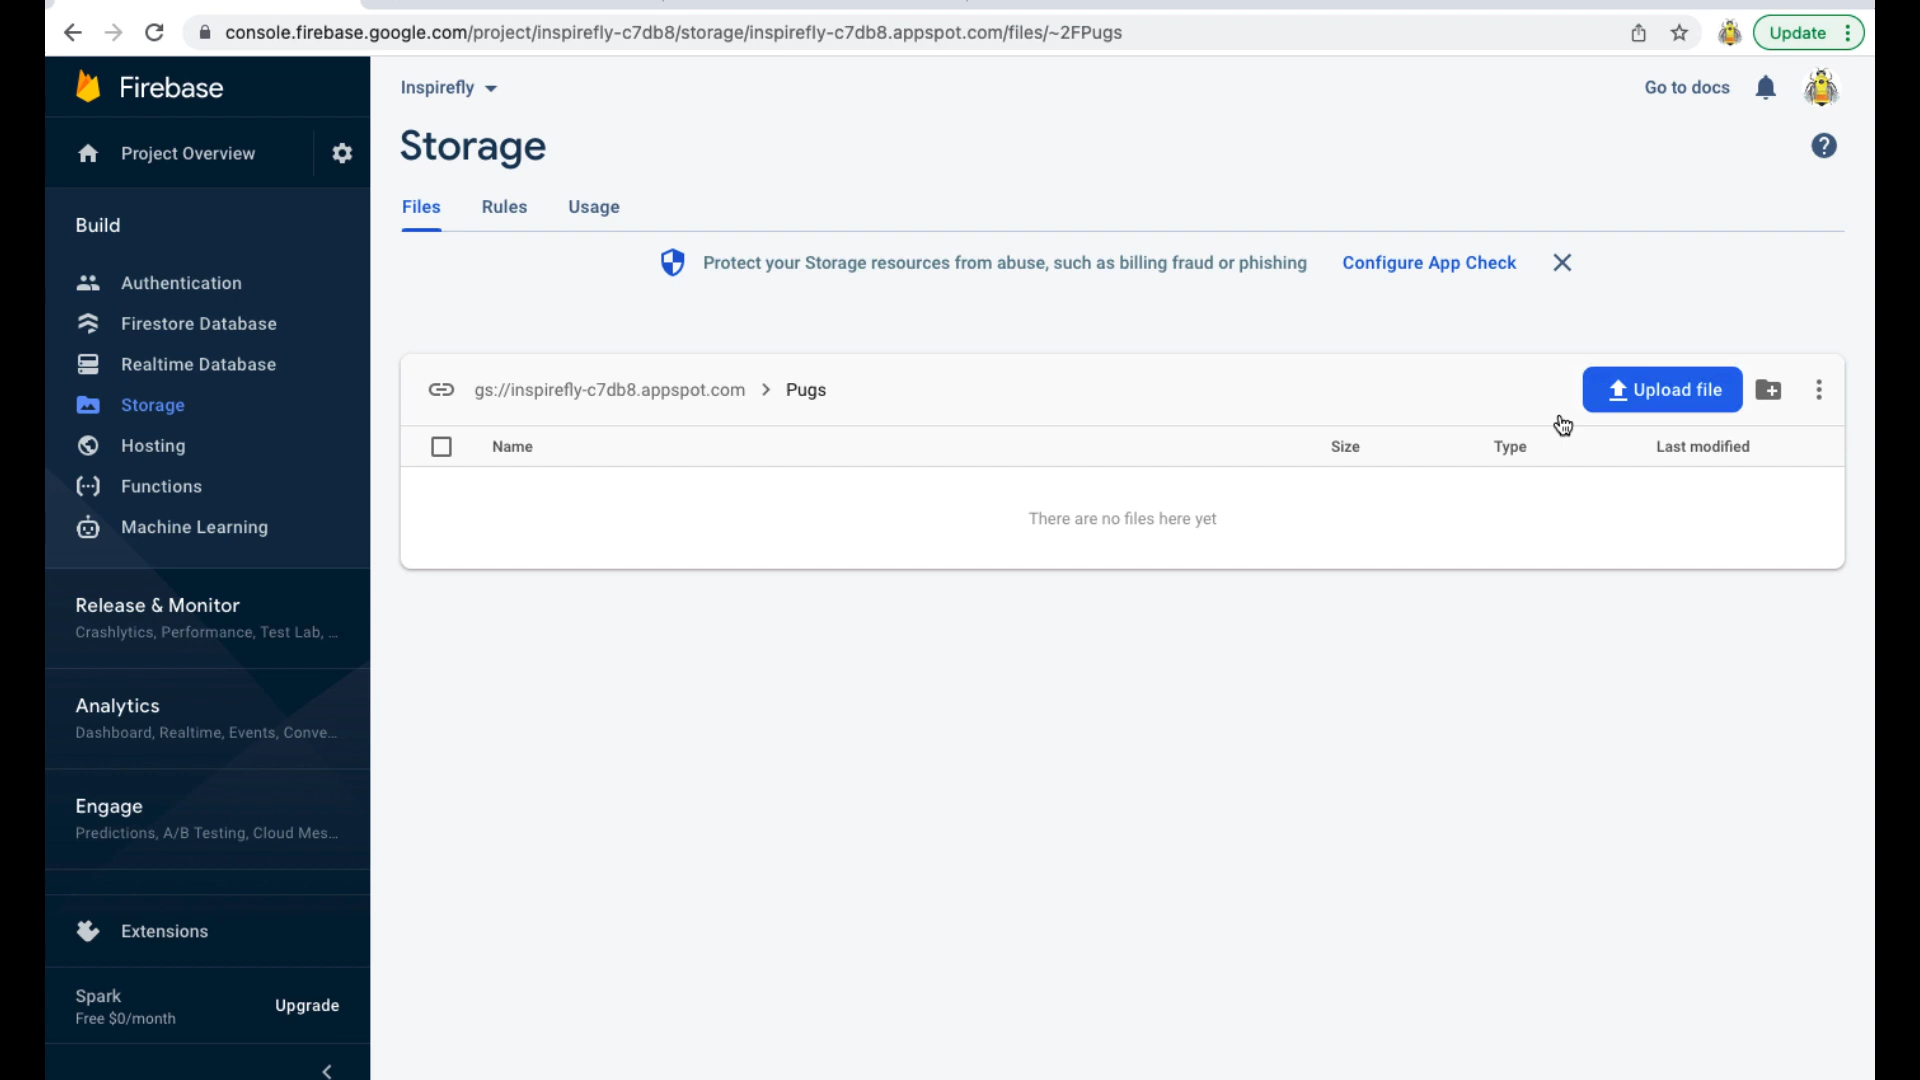 console.firebase.google.com/project/inspirefly-c7db8/storage/inspirefly-c7db8.appspot.com/files/~2FPugs
Update
Firebase
Inspirefly
Go to docs
Project Overview
Storage
Files Rules Usage
Build
Protect your Storage resources from abuse, such as billing fraud or phishing Configure App Check
Authentication
Firestore Database
Realtime Database
Storage
Hosting
Functions
Machine Learning
gs://inspirefly-c7db8.appspot.com > Pugs
Upload file
Name Size Type Last modified
There are no files here yet
Release & Monitor
Crashlytics, Performance, Test Lab, ...
Analytics
Dashboard, Realtime, Events, Conve...
Engage
Predictions, A/B Testing, Cloud Mes...
Extensions
Spark
Free $0/month
Upgrade